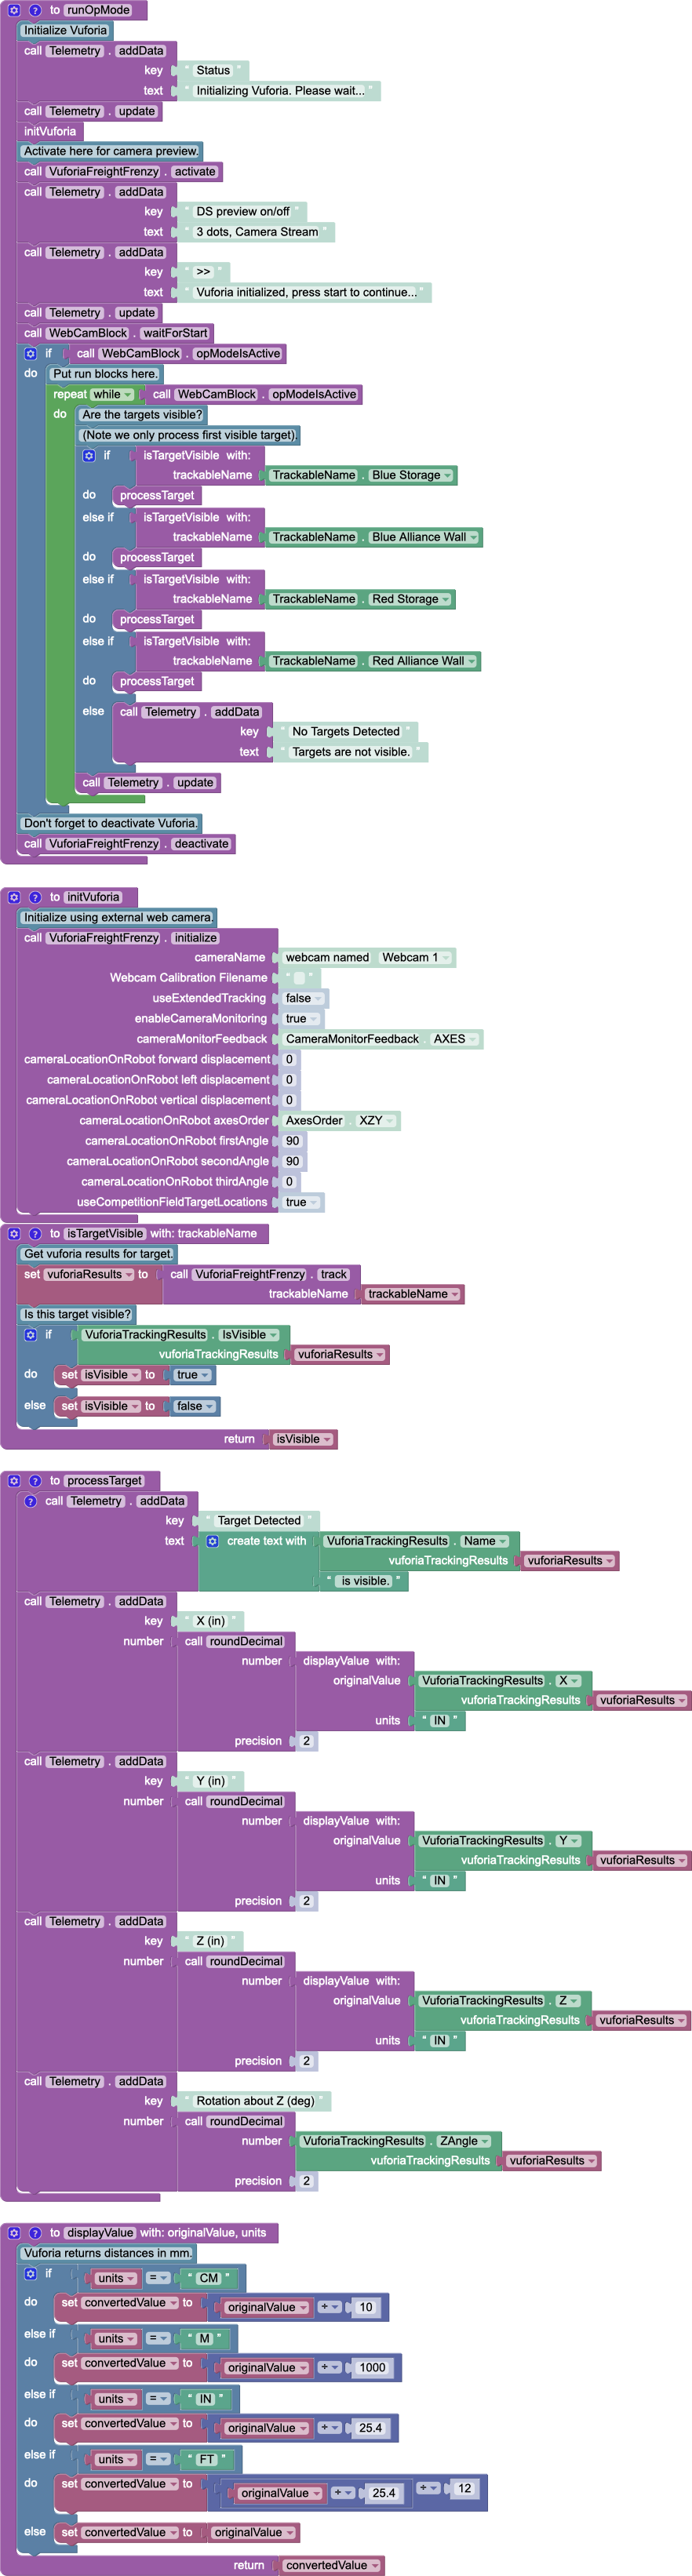 to runOpMode
Initialize Vuforia
call Telemetry . addData
key " Status "
text " Initializing Vuforia. Please wait... "
call Telemetry . update
initVuforia
Activate here for camera preview.
call VuforiaFreightFrenzy . activate
call Telemetry . addData
key " DS preview on/off "
text " 3 dots, Camera Stream "
call Telemetry . addData
key " >> "
text " Vuforia initialized, press start to continue... "
call Telemetry . update
call WebCamBlock . waitForStart
if call WebCamBlock . opModeIsActive
do Put run blocks here.
repeat while call WebCamBlock . opModeIsActive
do Are the targets visible?
(Note we only process first visible target).
if isTargetVisible with:
trackableName TrackableName . Blue Storage
do processTarget
else if isTargetVisible with:
trackableName TrackableName . Blue Alliance Wall
do processTarget
else if isTargetVisible with:
trackableName TrackableName . Red Storage
do processTarget
else if isTargetVisible with:
trackableName TrackableName . Red Alliance Wall
do processTarget
else call Telemetry . addData
key " No Targets Detected "
text " Targets are not visible. "
call Telemetry . update
Don't forget to deactivate Vuforia.
call VuforiaFreightFrenzy . deactivate
to initVuforia
Initialize using external web camera.
call VuforiaFreightFrenzy . initialize
cameraName webcam named Webcam 1
Webcam Calibration Filename " "
useExtendedTracking false
enableCameraMonitoring true
cameraMonitorFeedback CameraMonitorFeedback . AXES
cameraLocationOnRobot forward displacement 0
cameraLocationOnRobot left displacement 0
cameraLocationOnRobot vertical displacement 0
cameraLocationOnRobot axesOrder AxesOrder . XZY
cameraLocationOnRobot firstAngle 90
cameraLocationOnRobot secondAngle 90
cameraLocationOnRobot thirdAngle 0
useCompetitionFieldTargetLocations true
to isTargetVisible with: trackableName
Get vuforia results for target.
set vuforiaResults to call VuforiaFreightFrenzy . track
trackableName trackableName
Is this target visible?
if VuforiaTrackingResults . IsVisible
vuforiaTrackingResults vuforiaResults
do set isVisible to true
else set isVisible to false
return isVisible
to processTarget
call Telemetry . addData
key " Target Detected "
text create text with VuforiaTrackingResults . Name
vuforiaTrackingResults vuforiaResults
" is visible. "
call Telemetry . addData
key " X (in) "
number call roundDecimal
number displayValue with:
originalValue VuforiaTrackingResults . X
vuforiaTrackingResults vuforiaResults
units " IN "
precision 2
call Telemetry . addData
key " Y (in) "
number call roundDecimal
number displayValue with:
originalValue VuforiaTrackingResults . Y
vuforiaTrackingResults vuforiaResults
units " IN "
precision 2
call Telemetry . addData
key " Z (in) "
number call roundDecimal
number displayValue with:
originalValue VuforiaTrackingResults . Z
vuforiaTrackingResults vuforiaResults
units " IN "
precision 2
call Telemetry . addData
key " Rotation about Z (deg) "
number call roundDecimal
number VuforiaTrackingResults . ZAngle
vuforiaTrackingResults vuforiaResults
precision 2
to displayValue with: originalValue, units
Vuforia returns distances in mm.
if units = " CM "
do set convertedValue to originalValue ÷ 10
else if units = " M "
do set convertedValue to originalValue ÷ 1000
else if units = " IN "
do set convertedValue to originalValue ÷ 25.4
else if units = " FT "
do set convertedValue to originalValue ÷ 25.4 ÷ 12
else set convertedValue to originalValue
return convertedValue